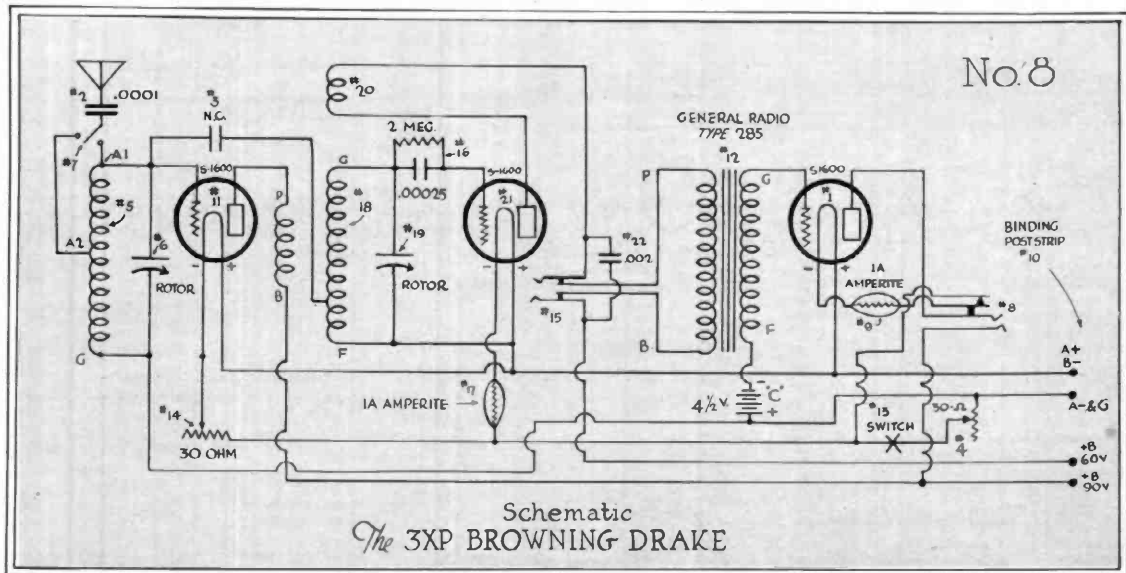 No. 8
#2
.0001
#3
N.C.
#20
2 MEG.
#16
.00025
GENERAL RADIO
TYPE 285
#12
#7
A1
S-1600
#11
P
G
#18
S-1600
#21
P
G
S-1600
#1
#5
A2
#6
ROTOR
+
B
#19
ROTOR
-
+
#22
.002
#15
-
+
1A
AMPERITE
#9
#8
BINDING
POST STRIP
#10
G
F
B
F
A+
B-
#14
30 OHM
1A AMPERITE
#17
4½ V.
-
"C"
+
#13
SWITCH
50-Ω
#4
A-&G
+B
60V
+B
90V
Schematic
The 3XP BROWNING DRAKE